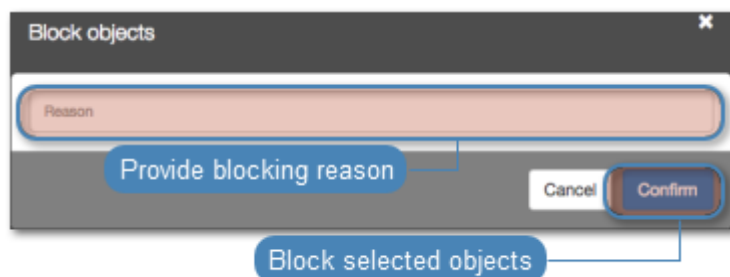 Block objects
Reason
Provide blocking reason
Cancel Confirm
Block selected objects